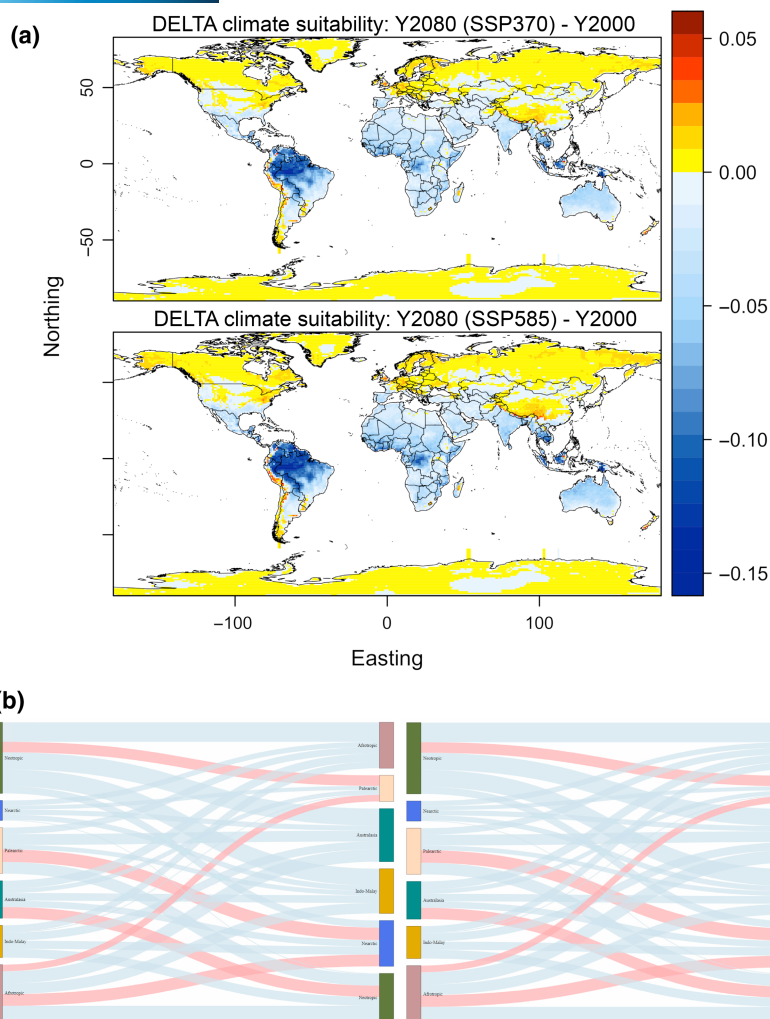 (a)
DELTA climate suitability: Y2080 (SSP370) - Y2000
50
0
−50
DELTA climate suitability: Y2080 (SSP585) - Y2000
Northing
−100
0
100
Easting
0.05
0.00
−0.05
−0.10
−0.15
(b)
Neotropic
Nearctic
Palearctic
Australasia
Indo-Malay
Afrotropic
Afrotropic
Palearctic
Australasia
Indo-Malay
Nearctic
Neotropic
Neotropic
Nearctic
Palearctic
Australasia
Indo-Malay
Afrotropic